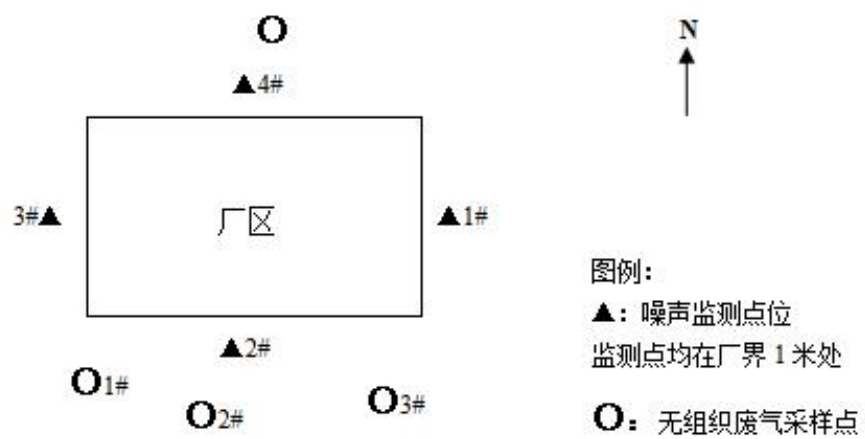 O
N
▲4#
3#▲
厂区
▲1#
▲2#
O1#
O2#
O3#
图例：
▲：噪声监测点位
监测点均在厂界 1 米处
O：无组织废气采样点